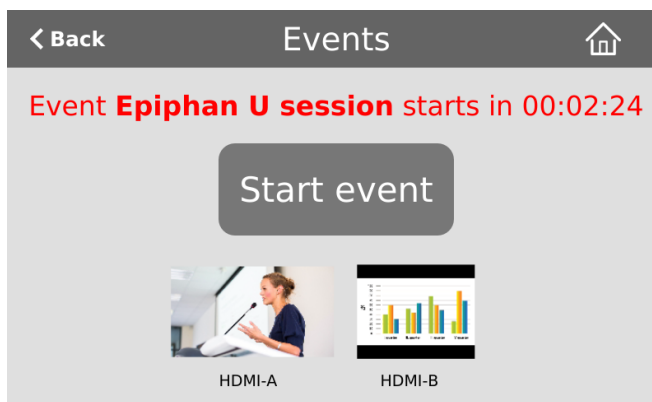 Back
Events
Event Epiphan U session starts in 00:02:24
Start event
HDMI-A
HDMI-B